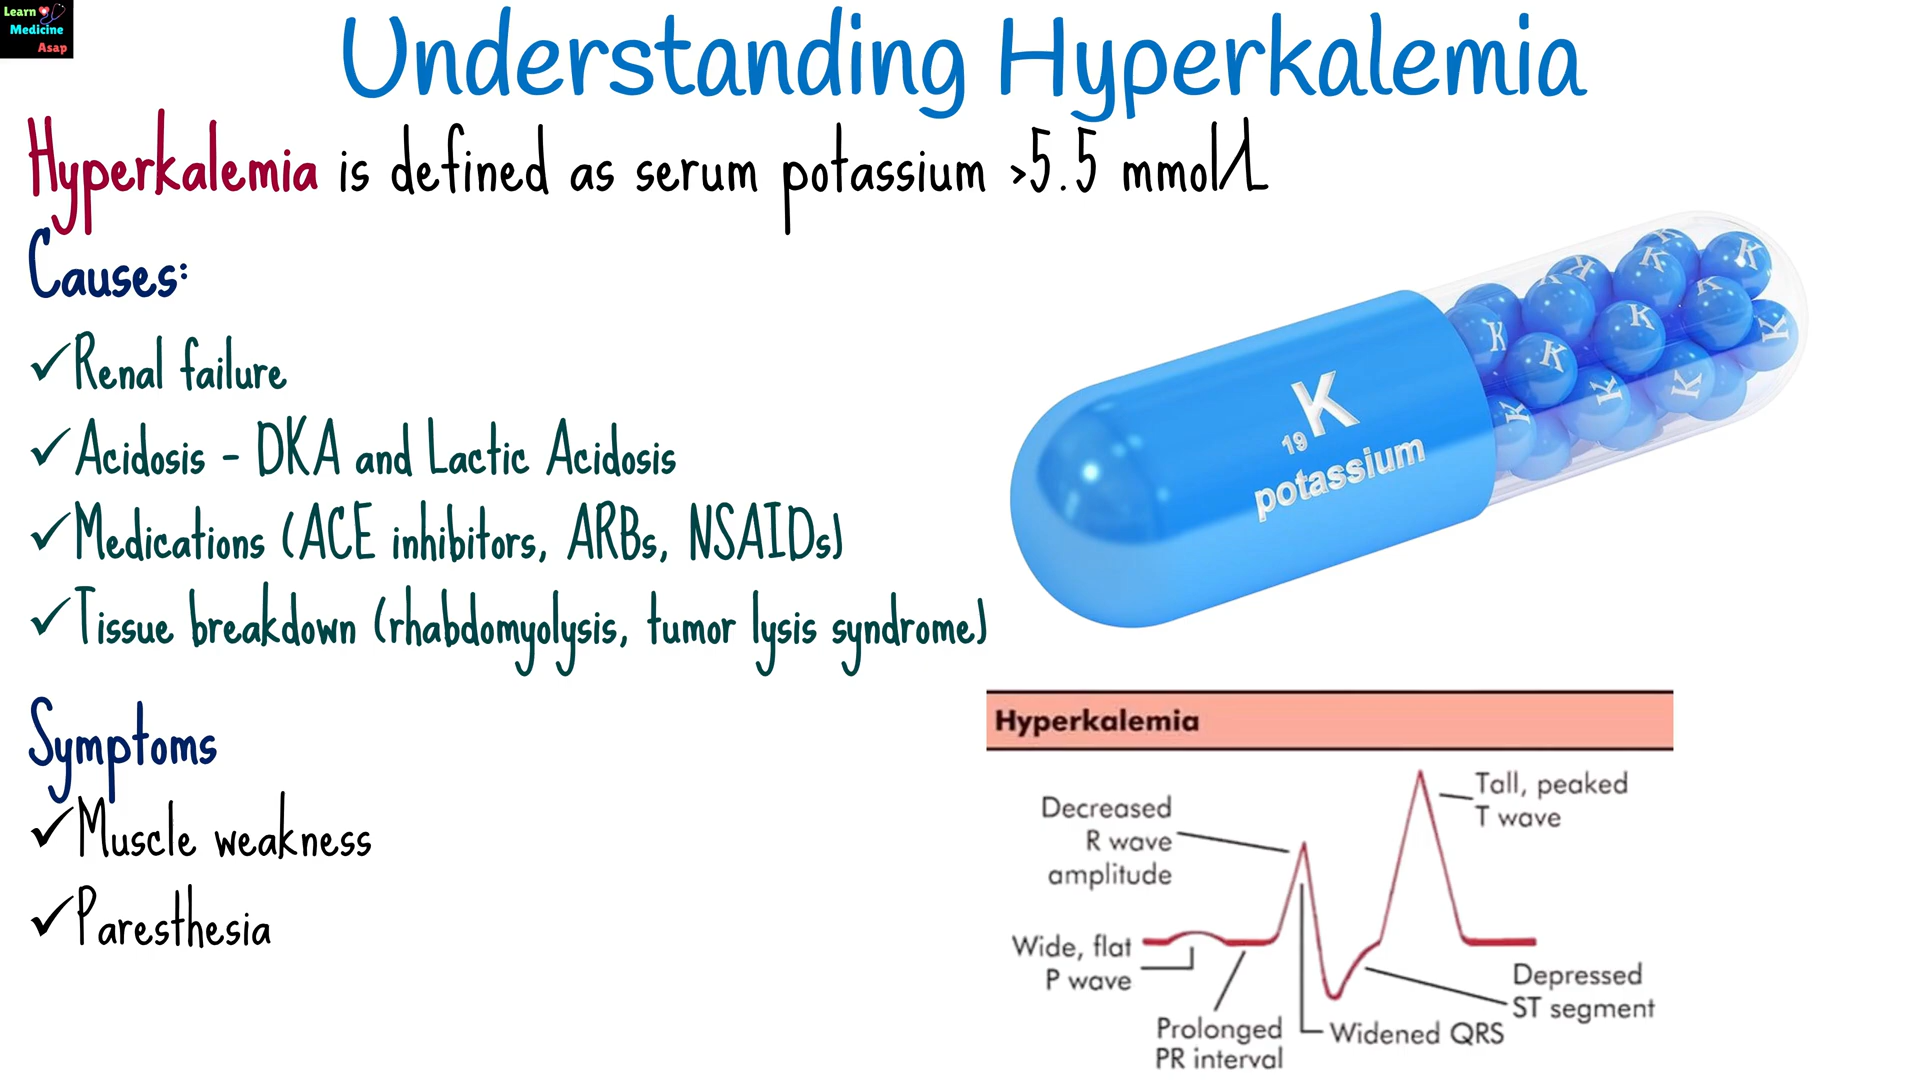 Learn
Medicine
Asap
Understanding Hyperkalemia
Hyperkalemia is defined as serum potassium >5.5 mmol/L
Causes:
✓Renal failure
✓Acidosis - DKA and Lactic Acidosis
✓Medications (ACE inhibitors, ARBs, NSAIDs)
✓Tissue breakdown (rhabdomyolysis, tumor lysis syndrome)
Symptoms
✓Muscle weakness
✓Paresthesia
19K
potassium
K K K K K K K K K K K K
Hyperkalemia
Decreased
R wave
amplitude
Tall, peaked
T wave
Wide, flat
P wave
Prolonged
PR interval
Widened QRS
Depressed
ST segment